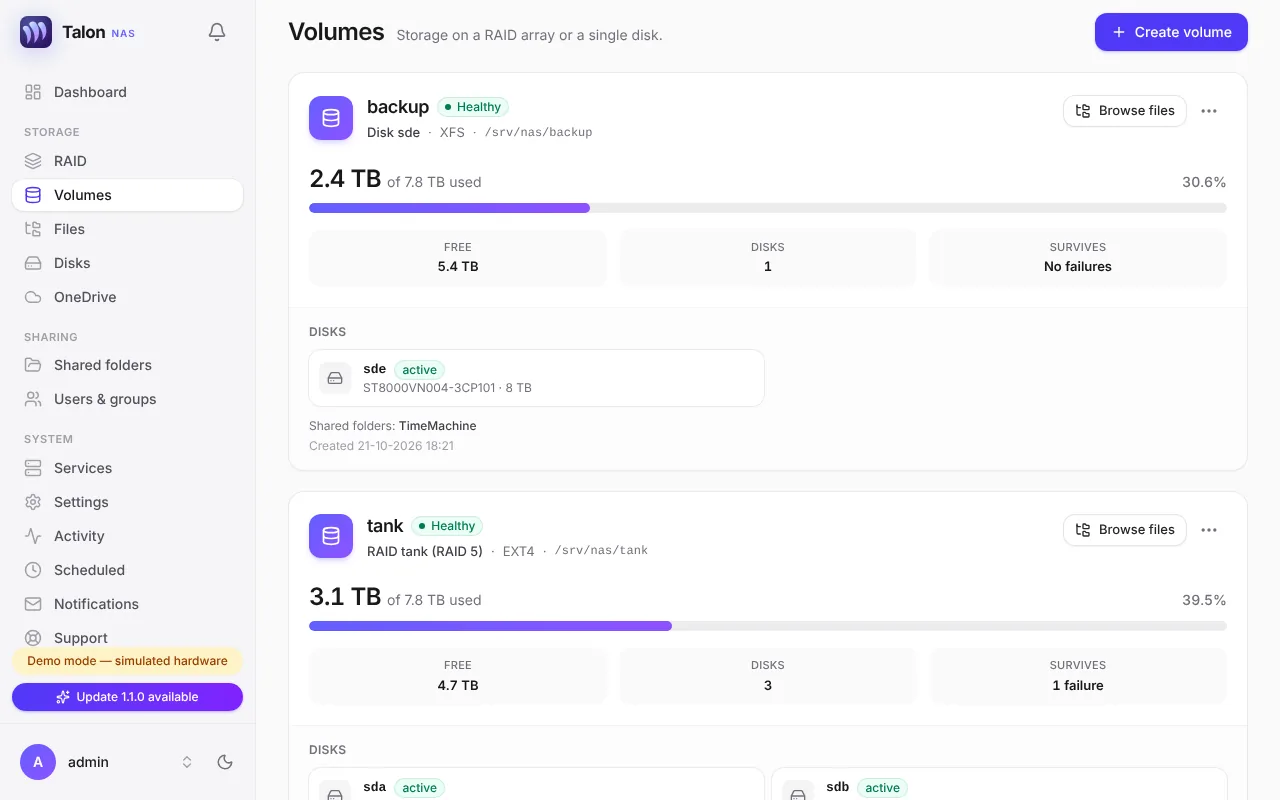 Talon NAS
Dashboard
STORAGE
RAID
Volumes
Files
Disks
OneDrive
SHARING
Shared folders
Users & groups
SYSTEM
Services
Settings
Activity
Scheduled
Notifications
Support
Demo mode — simulated hardware
Update 1.1.0 available
A admin
Volumes Storage on a RAID array or a single disk.
Create volume
backup Healthy
Disk sde · XFS · /srv/nas/backup
Browse files
2.4 TB of 7.8 TB used
30.6%
FREE
5.4 TB
DISKS
1
SURVIVES
No failures
DISKS
sde active
ST8000VN004-3CP101 · 8 TB
Shared folders: TimeMachine
Created 21-10-2026 18:21
tank Healthy
RAID tank (RAID 5) · EXT4 · /srv/nas/tank
Browse files
3.1 TB of 7.8 TB used
39.5%
FREE
4.7 TB
DISKS
3
SURVIVES
1 failure
DISKS
sda active
sdb active